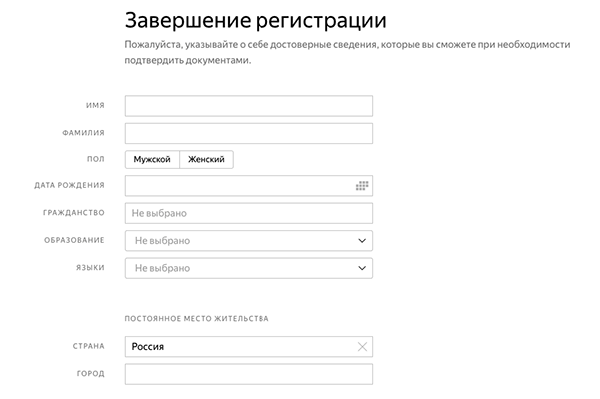 Завершение регистрации
Пожалуйста, указывайте о себе достоверные сведения, которые вы сможете при необходимости
подтвердить документами.
ИМЯ
ФАМИЛИЯ
ПОЛ Мужской Женский
ДАТА РОЖДЕНИЯ
ГРАЖДАНСТВО Не выбрано
ОБРАЗОВАНИЕ Не выбрано
ЯЗЫКИ Не выбрано
ПОСТОЯННОЕ МЕСТО ЖИТЕЛЬСТВА
СТРАНА Россия
ГОРОД